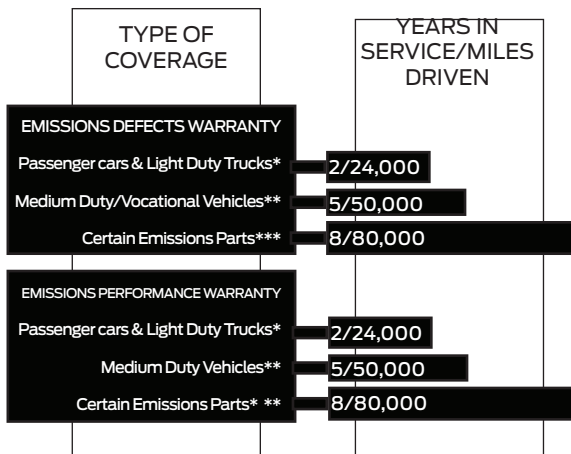 TYPE OF
COVERAGE
YEARS IN
SERVICE/MILES
DRIVEN
EMISSIONS DEFECTS WARRANTY
Passenger cars & Light Duty Trucks* 2/24,000
Medium Duty/Vocational Vehicles** 5/50,000
Certain Emissions Parts*** 8/80,000
EMISSIONS PERFORMANCE WARRANTY
Passenger cars & Light Duty Trucks* 2/24,000
Medium Duty Vehicles** 5/50,000
Certain Emissions Parts* ** 8/80,000